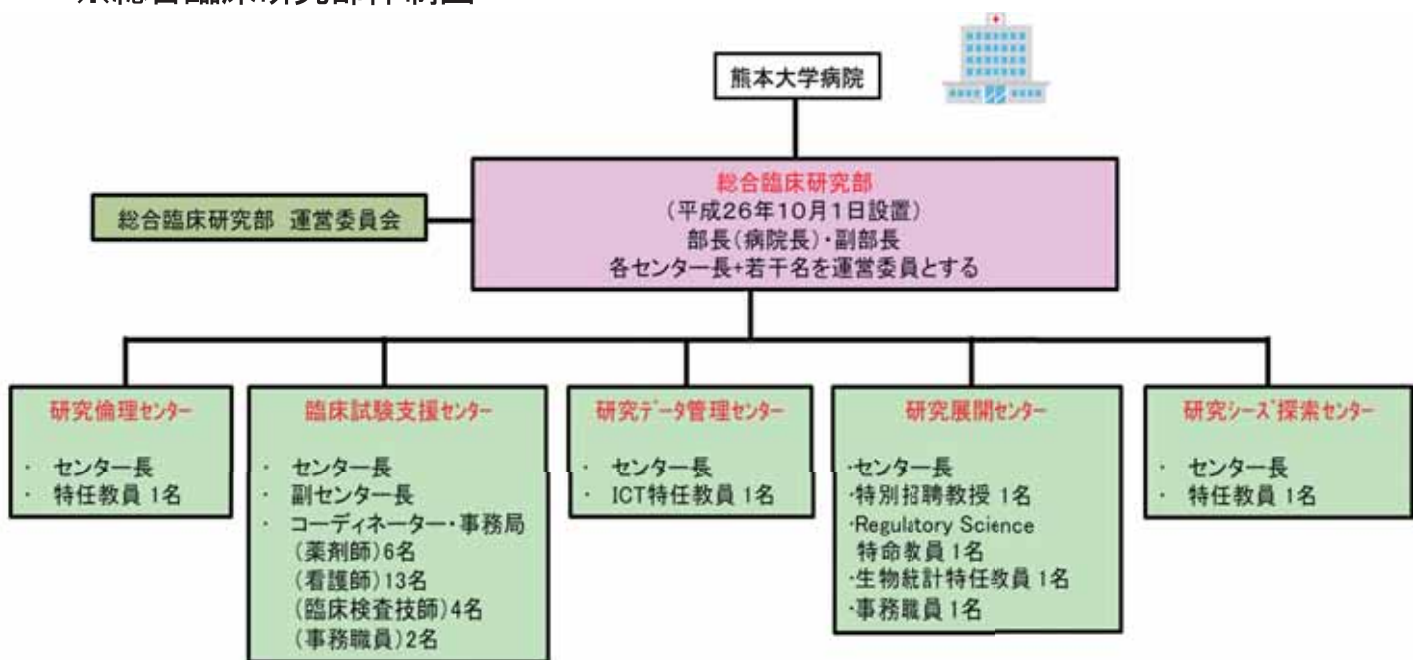 熊本大学病院
総合臨床研究部
(平成26年10月1日設置)
部長(病院長)・副部長
各センター長+若干名を運営委員とする
総合臨床研究部 運営委員会
研究倫理センター
・ センター長
・ 特任教員 1名
臨床試験支援センター
・ センター長
・ 副センター長
・ コーディネーター・事務局
(薬剤師)6名
(看護師)13名
(臨床検査技師)4名
(事務職員)2名
研究データ管理センター
・ センター長
・ ICT特任教員 1名
研究展開センター
・センター長
・特別招聘教授 1名
・Regulatory Science
特命教員 1名
・生物統計特任教員 1名
・事務職員 1名
研究シーズ探索センター
・ センター長
・ 特任教員 1名